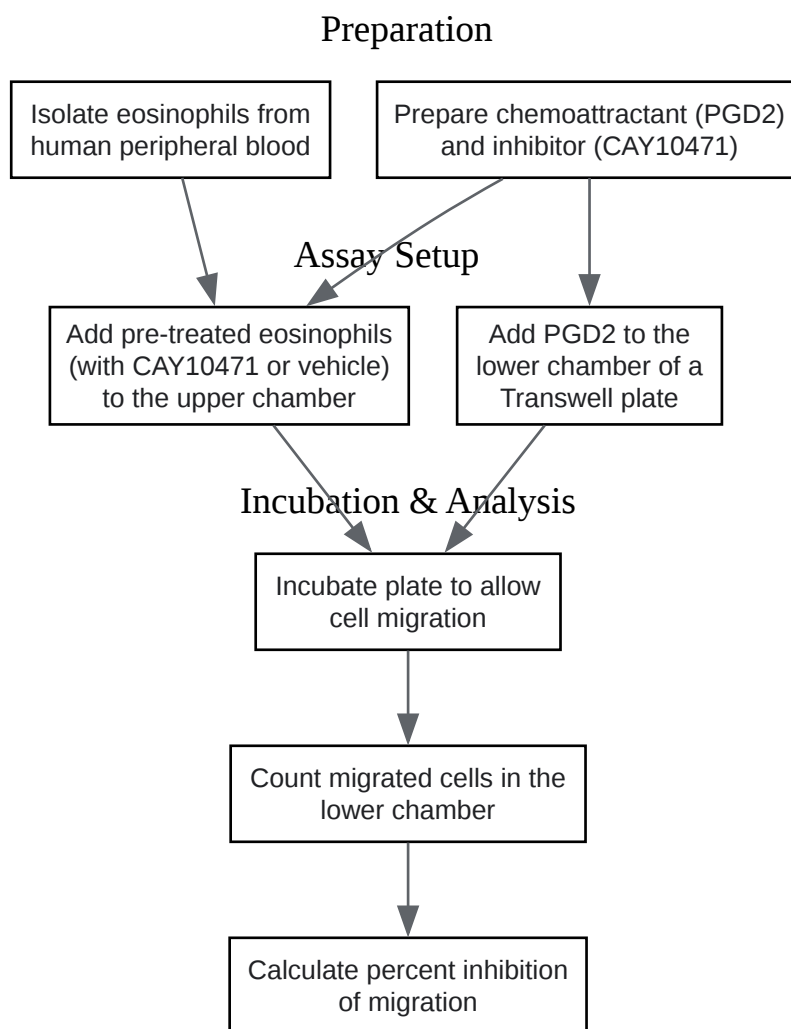 Preparation
Isolate eosinophils from
human peripheral blood
Prepare chemoattractant (PGD2)
and inhibitor (CAY10471)
Assay Setup
Add pre-treated eosinophils
(with CAY10471 or vehicle)
to the upper chamber
Add PGD2 to the
lower chamber of a
Transwell plate
Incubation & Analysis
Incubate plate to allow
cell migration
Count migrated cells in the
lower chamber
Calculate percent inhibition
of migration